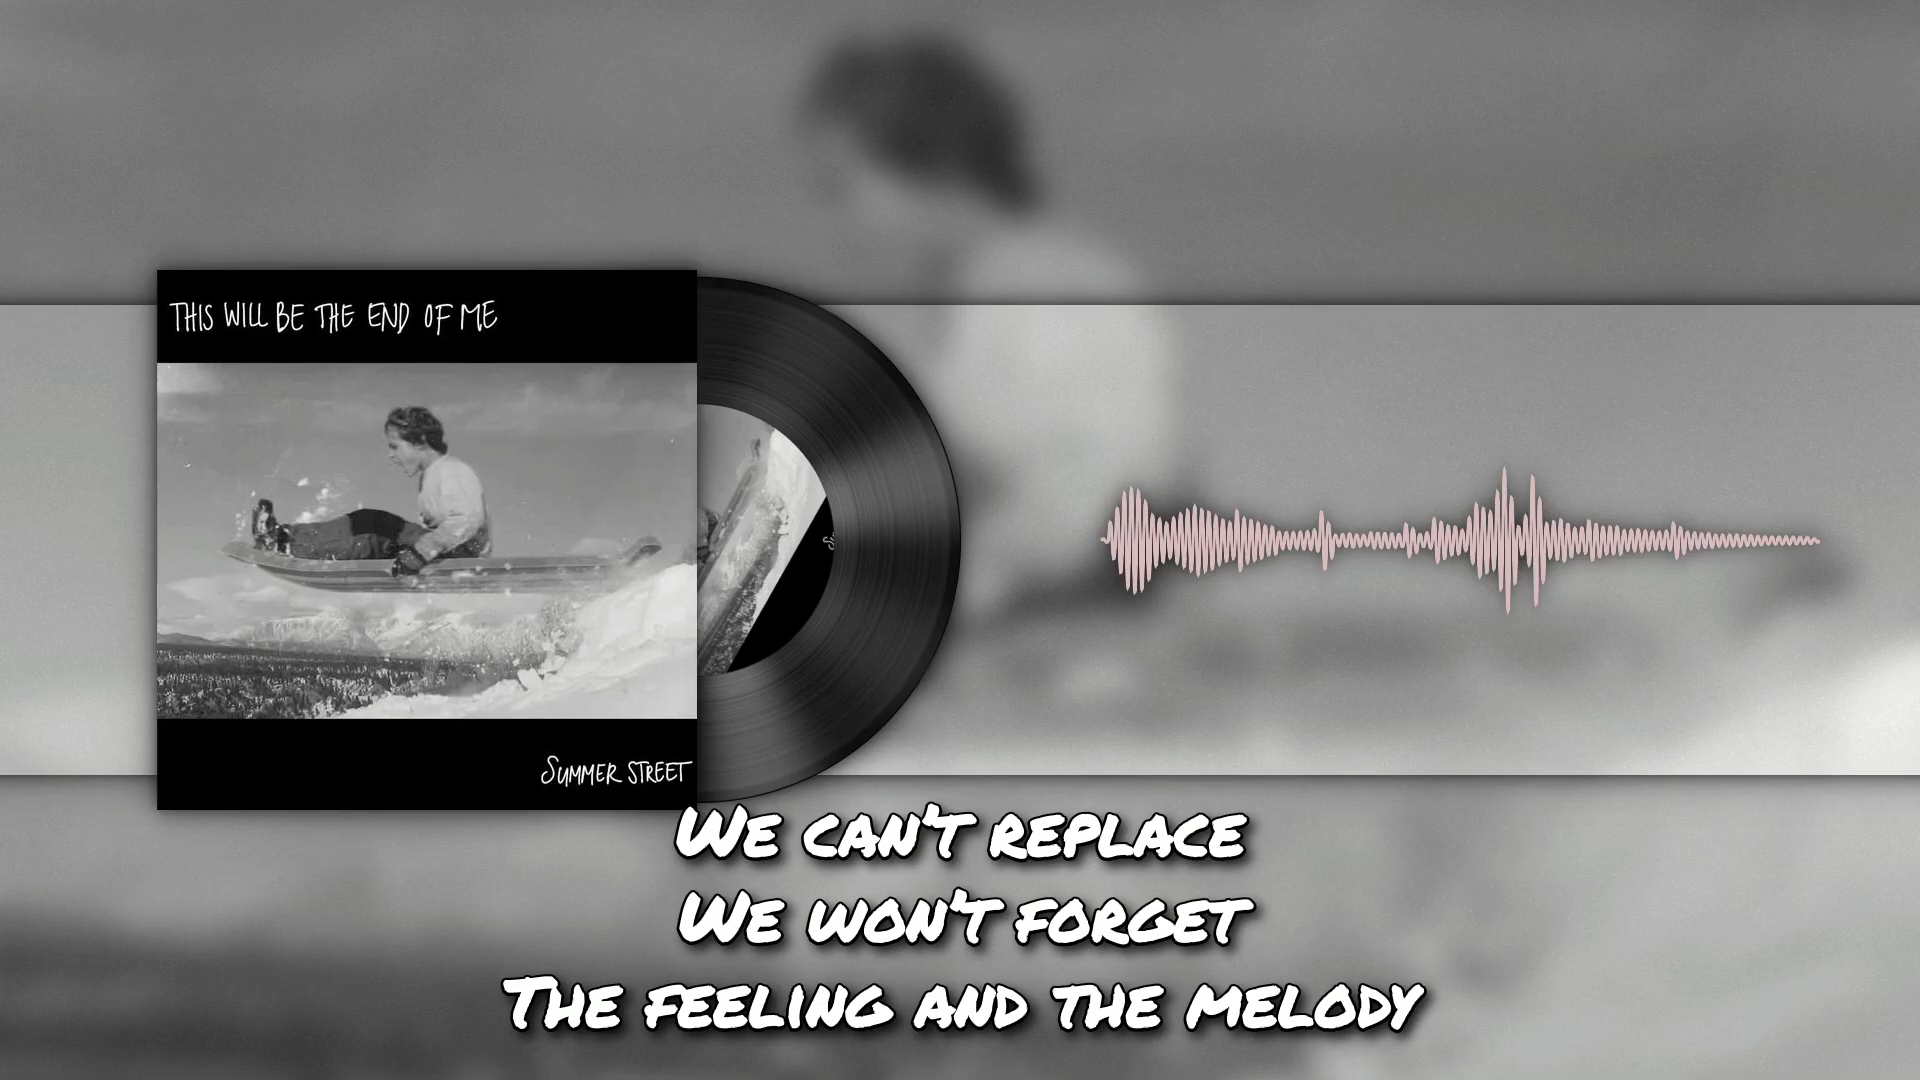 THIS WILL BE THE END OF ME
SUMMER STREET
WE CAN'T REPLACE
WE WON'T FORGET
THE FEELING AND THE MELODY